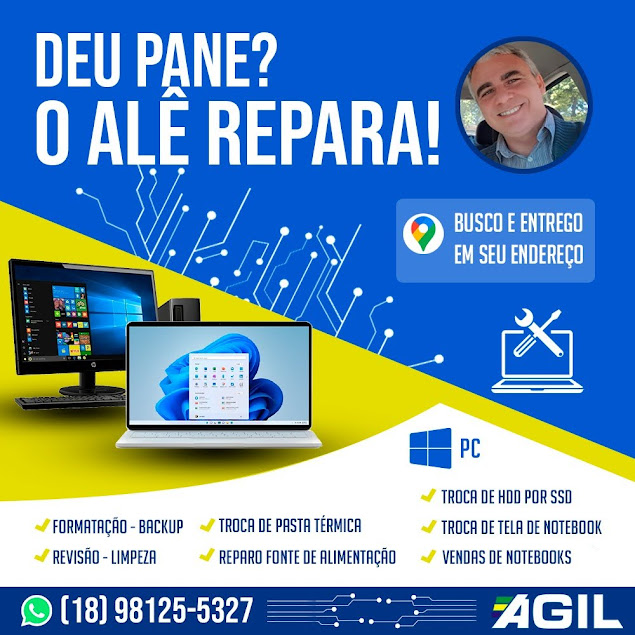 DEU PANE?
O ALÊ REPARA!
BUSCO E ENTREGO
EM SEU ENDEREÇO
PC
TROCA DE HDD POR SSD
FORMATAÇÃO - BACKUP
TROCA DE PASTA TÉRMICA
TROCA DE TELA DE NOTEBOOK
REVISÃO - LIMPEZA
REPARO FONTE DE ALIMENTAÇÃO
VENDAS DE NOTEBOOKS
(18) 98125-5327
AGIL